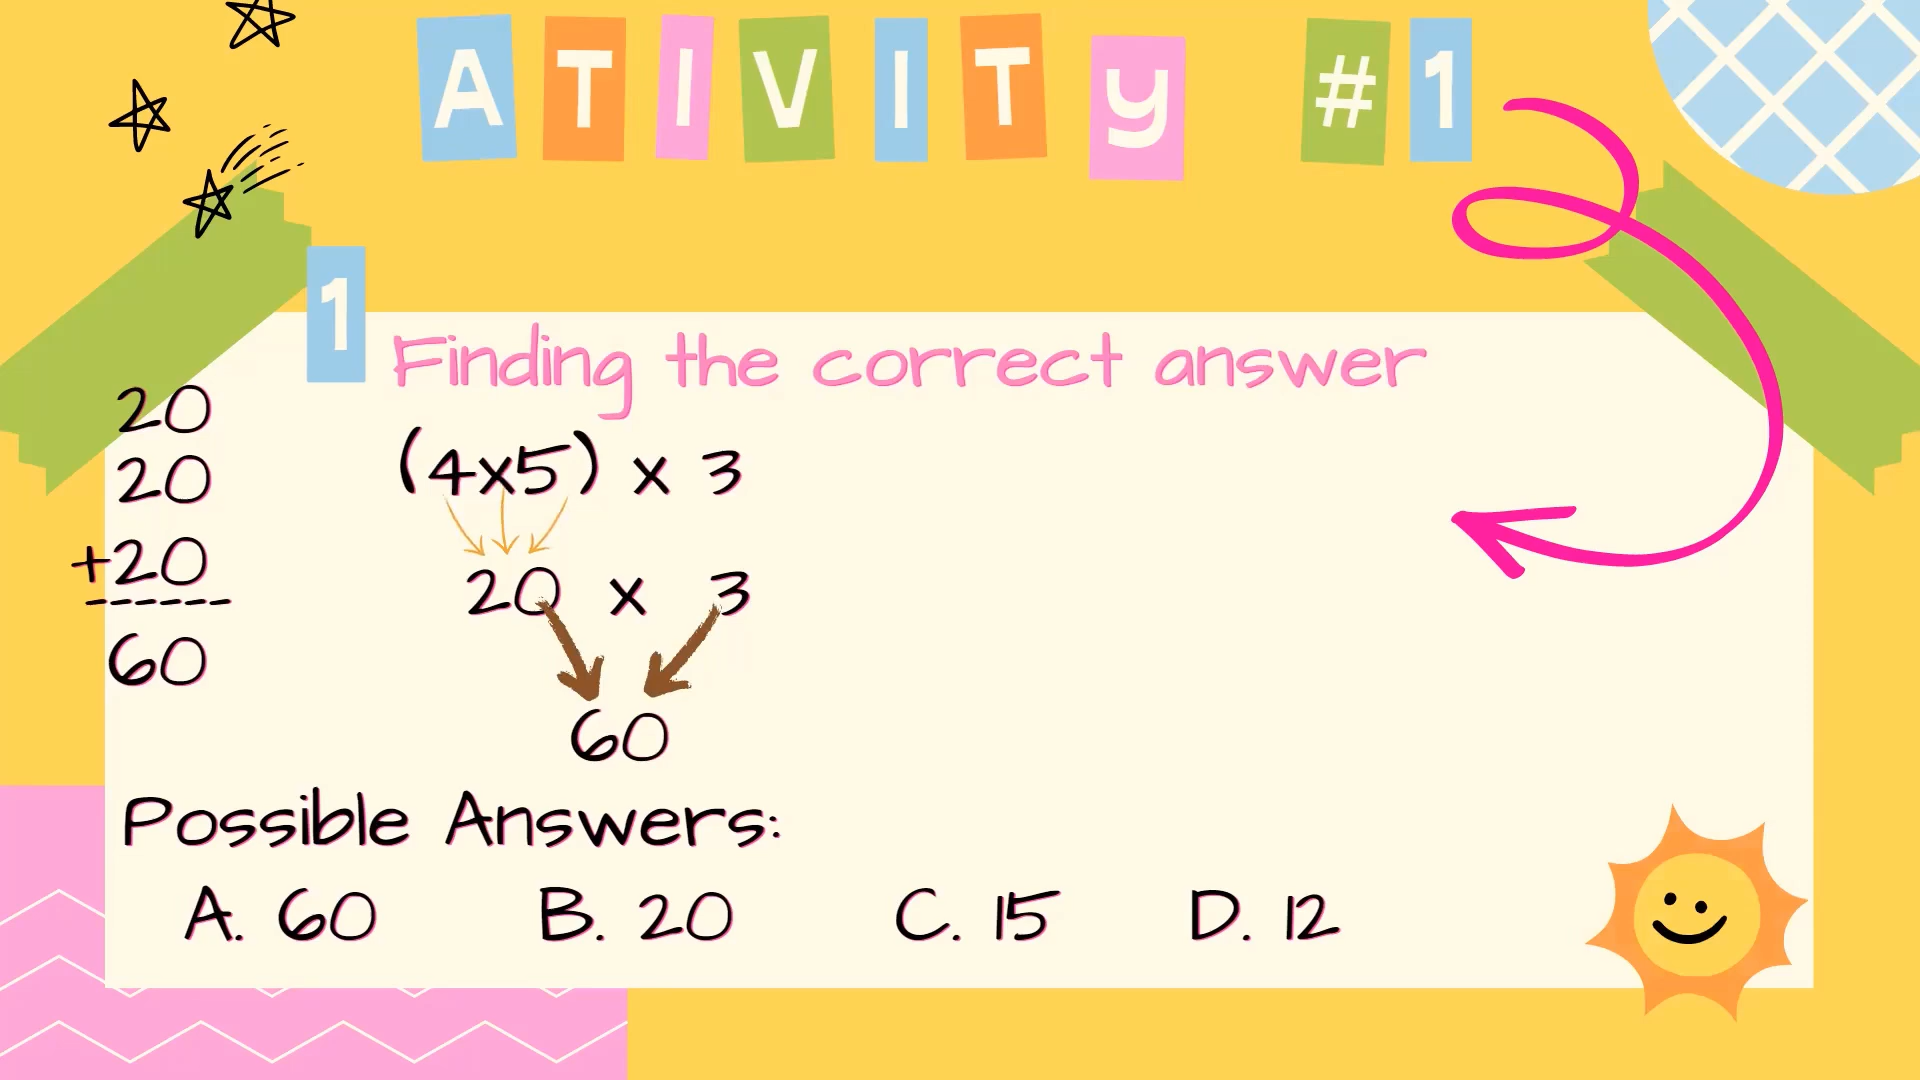 ATIVITY #1
1
Finding the correct answer
20
20
+20
------
60
(4x5) x 3
20 x 3
60
Possible Answers:
A. 60 B. 20 C. 15 D. 12